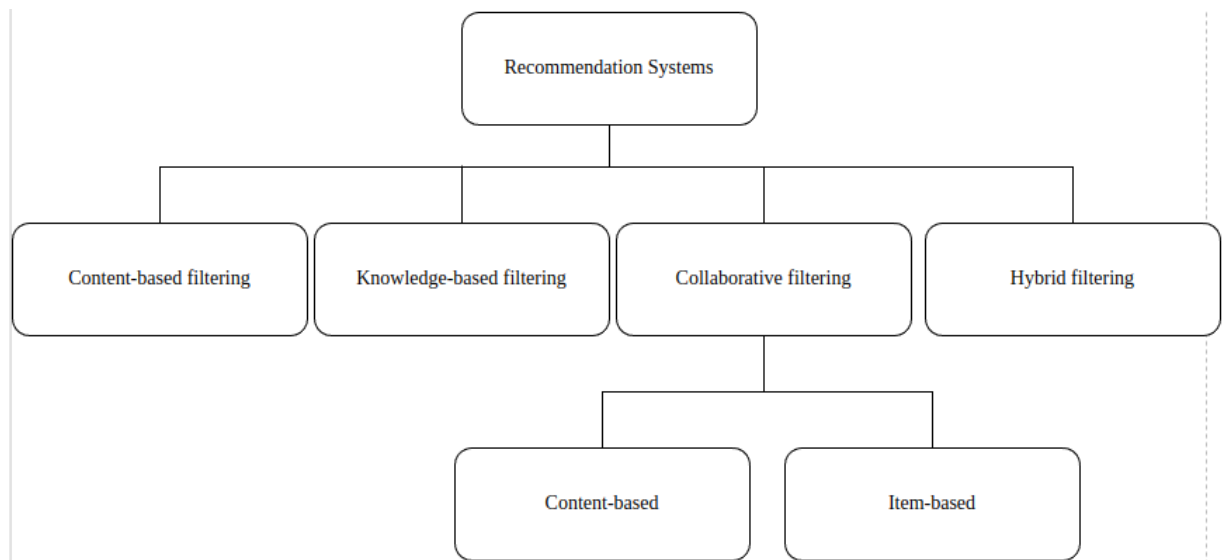 Recommendation Systems
Content-based filtering
Knowledge-based filtering
Collaborative filtering
Hybrid filtering
Content-based
Item-based